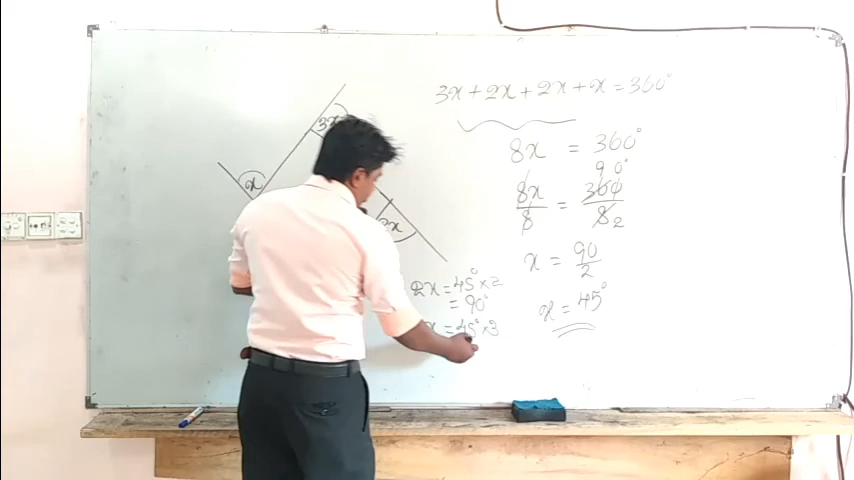 3x + 2x + 2x + x = 360°
8x = 360°
90°
8x/8 = 360/8 2
x = 90/2
x = 45°
3x
x
2x
2x = 45° × 2
= 90°
x = 45° × 3